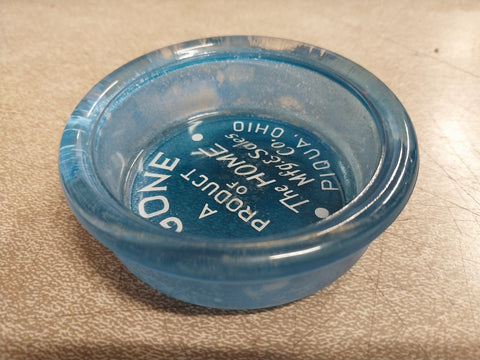 GONE
A
PRODUCT
OF
The HOME
Mfg. & Sales
Co.
PIQUA, OHIO